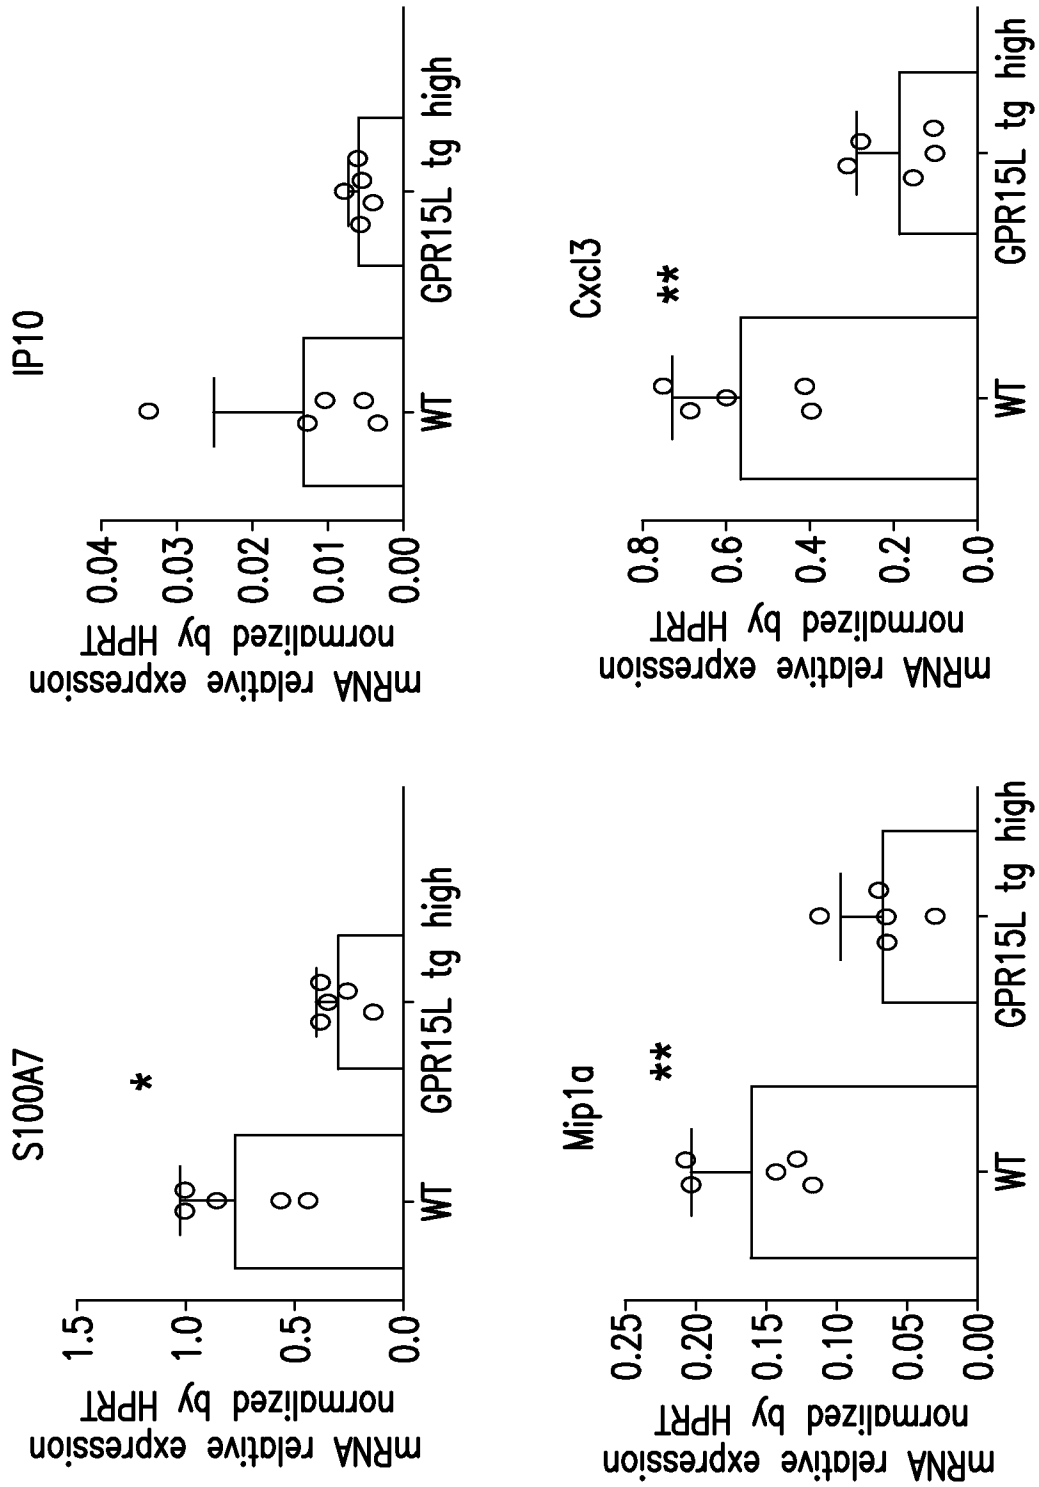 S100A7
mRNA relative expression
normalized by HPRT
1.5
1.0
0.5
0.0
*
WT
GPR15L tg high
IP10
mRNA relative expression
normalized by HPRT
0.04
0.03
0.02
0.01
0.00
WT
GPR15L tg high
Mip1a
mRNA relative expression
normalized by HPRT
0.25
0.20
0.15
0.10
0.05
0.00
**
WT
GPR15L tg high
Cxcl3
mRNA relative expression
normalized by HPRT
0.8
0.6
0.4
0.2
0.0
**
WT
GPR15L tg high